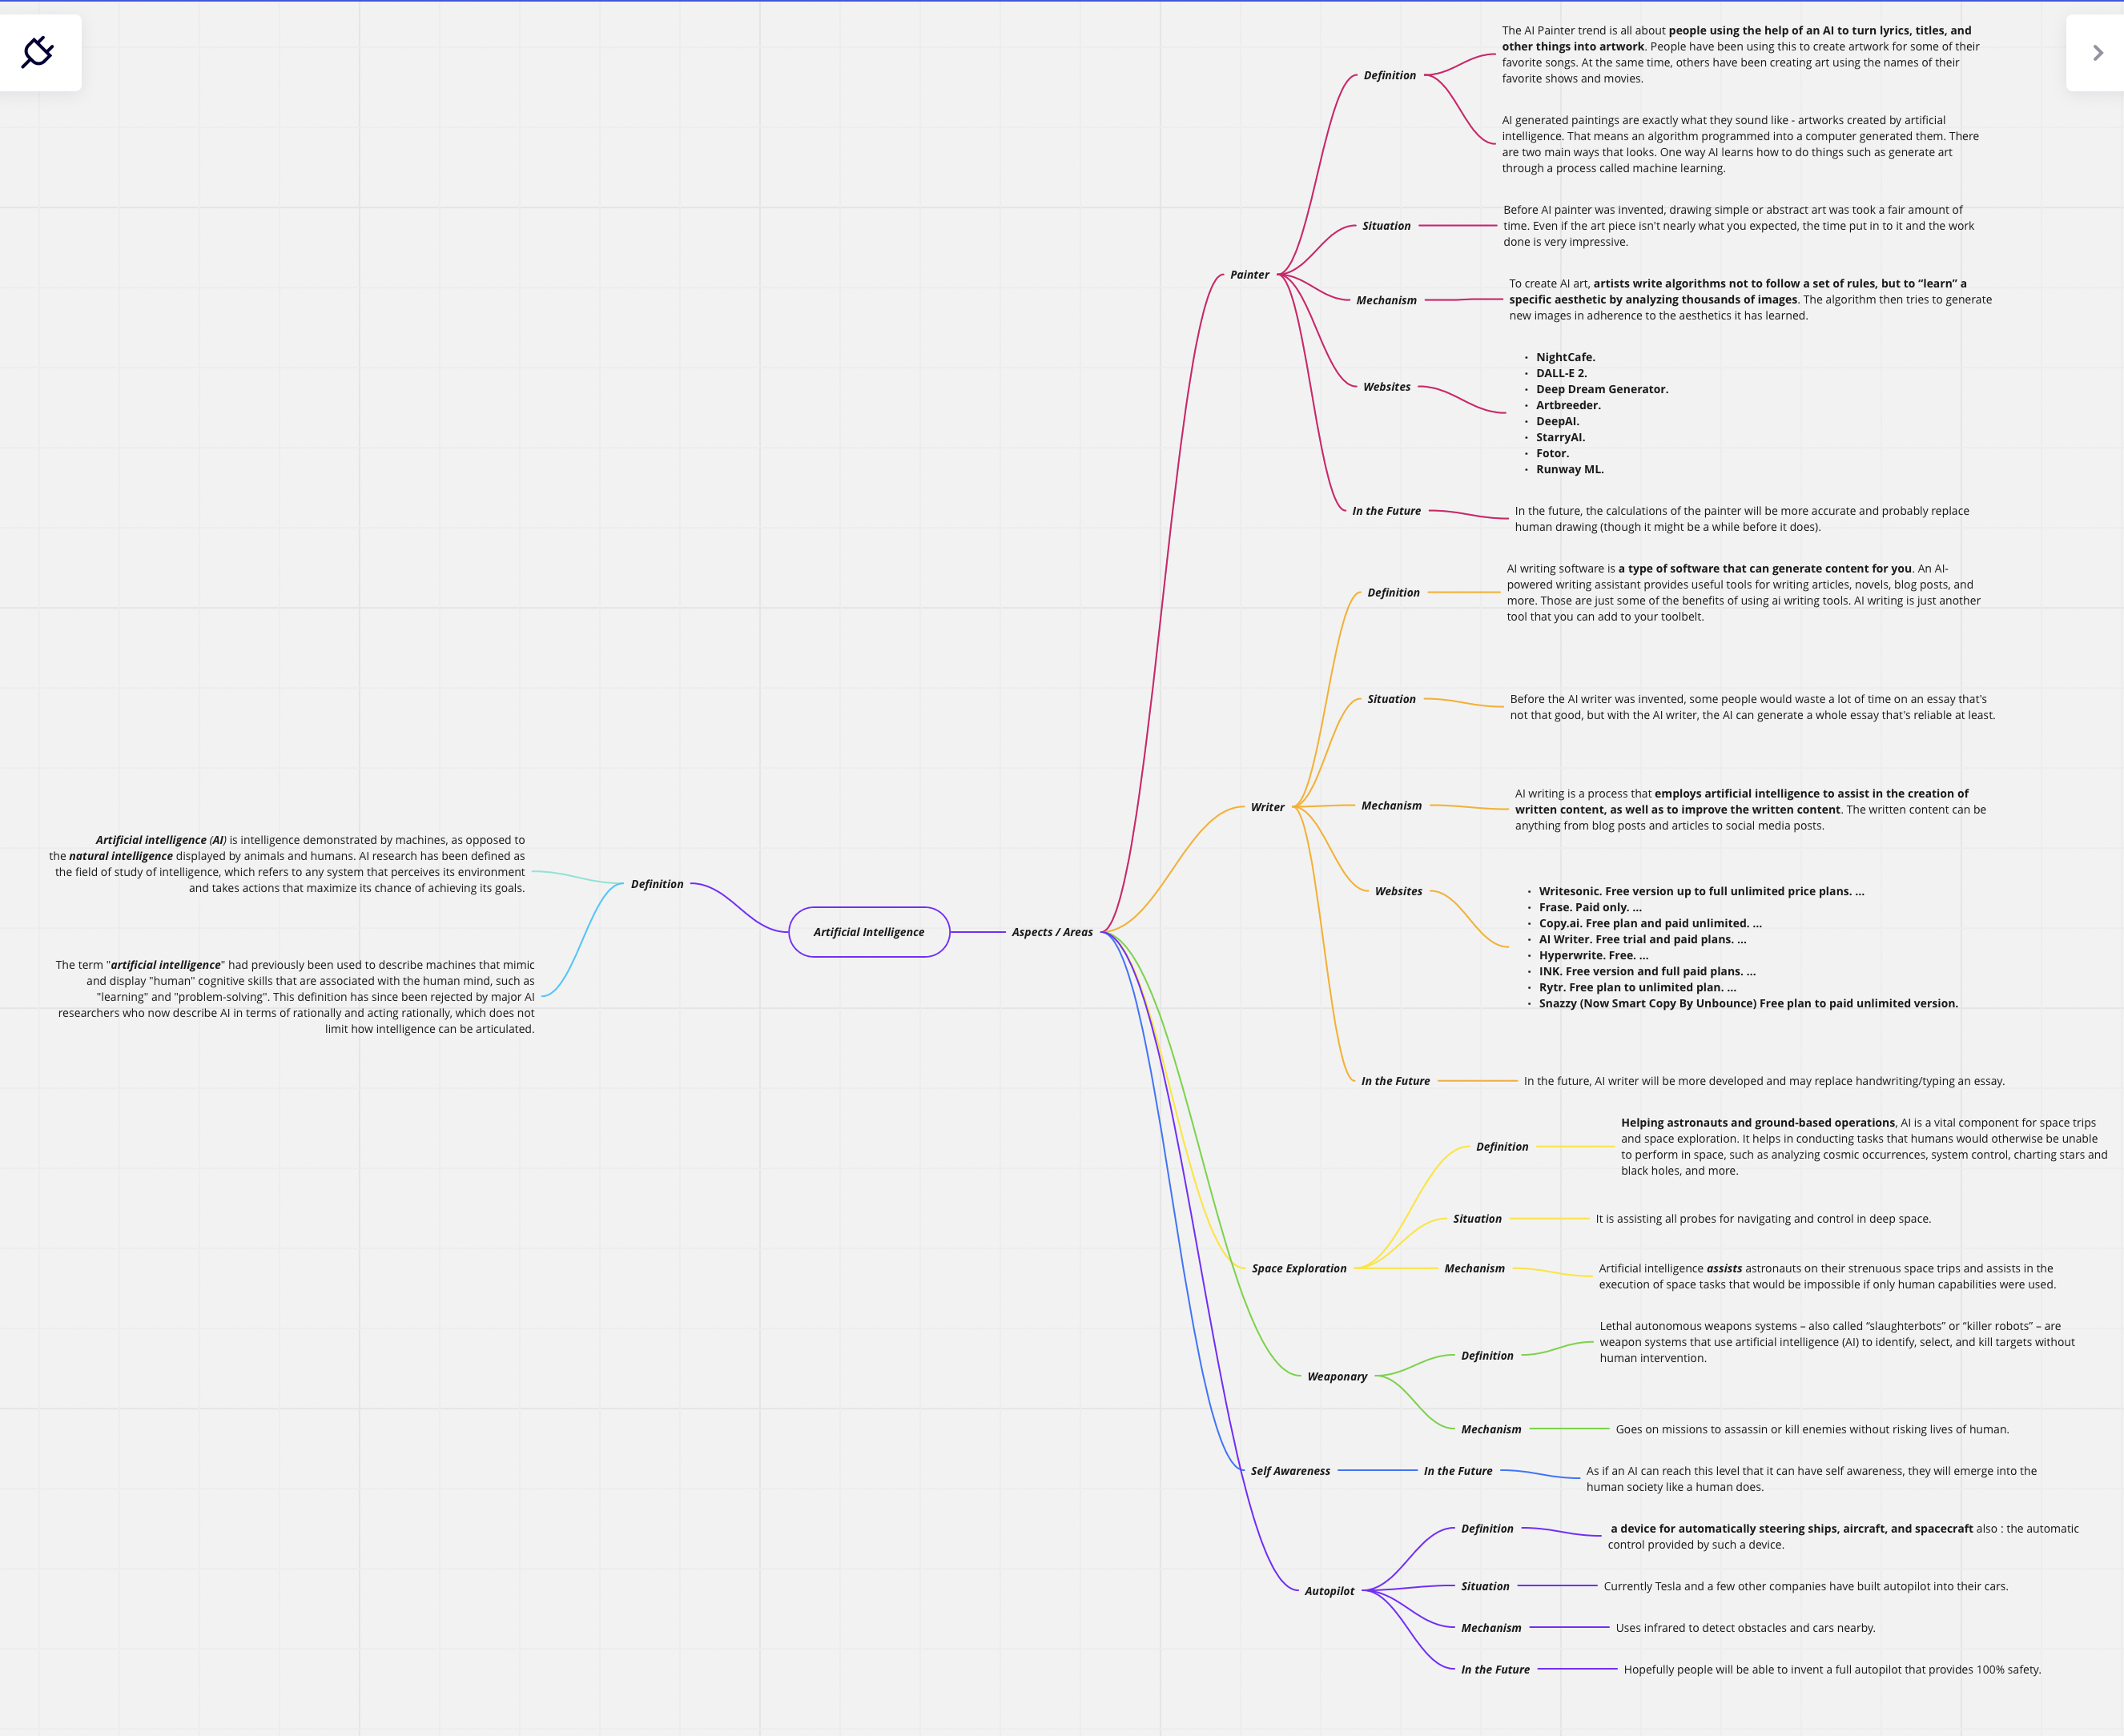 Artificial intelligence (AI) is intelligence demonstrated by machines, as opposed to
the natural intelligence displayed by animals and humans. AI research has been defined as
the field of study of intelligence, which refers to any system that perceives its environment
and takes actions that maximize its chance of achieving its goals.
The term "artificial intelligence" had previously been used to describe machines that mimic
and display "human" cognitive skills that are associated with the human mind, such as
"learning" and "problem-solving". This definition has since been rejected by major AI
researchers who now describe AI in terms of rationally and acting rationally, which does not
limit how intelligence can be articulated.
Definition
Artificial Intelligence
Aspects / Areas
Painter
Definition
The AI Painter trend is all about people using the help of an AI to turn lyrics, titles, and
other things into artwork. People have been using this to create artwork for some of their
favorite songs. At the same time, others have been creating art using the names of their
favorite shows and movies.
AI generated paintings are exactly what they sound like - artworks created by artificial
intelligence. That means an algorithm programmed into a computer generated them. There
are two main ways that looks. One way AI learns how to do things such as generate art
through a process called machine learning.
Situation
Before AI painter was invented, drawing simple or abstract art was took a fair amount of
time. Even if the art piece isn't nearly what you expected, the time put in to it and the work
done is very impressive.
Mechanism
To create AI art, artists write algorithms not to follow a set of rules, but to “learn” a
specific aesthetic by analyzing thousands of images. The algorithm then tries to generate
new images in adherence to the aesthetics it has learned.
Websites
• NightCafe.
• DALL-E 2.
• Deep Dream Generator.
• Artbreeder.
• DeepAI.
• StarryAI.
• Fotor.
• Runway ML.
In the Future
In the future, the calculations of the painter will be more accurate and probably replace
human drawing (though it might be a while before it does).
Writer
Definition
AI writing software is a type of software that can generate content for you. An AI-
powered writing assistant provides useful tools for writing articles, novels, blog posts, and
more. Those are just some of the benefits of using ai writing tools. AI writing is just another
tool that you can add to your toolbelt.
Situation
Before the AI writer was invented, some people would waste a lot of time on an essay that's
not that good, but with the AI writer, the AI can generate a whole essay that's reliable at least.
Mechanism
AI writing is a process that employs artificial intelligence to assist in the creation of
written content, as well as to improve the written content. The written content can be
anything from blog posts and articles to social media posts.
Websites
• Writesonic. Free version up to full unlimited price plans. ...
• Frase. Paid only. ...
• Copy.ai. Free plan and paid unlimited. ...
• AI Writer. Free trial and paid plans. ...
• Hyperwrite. Free. ...
• INK. Free version and full paid plans. ...
• Rytr. Free plan to unlimited plan. ...
• Snazzy (Now Smart Copy By Unbounce) Free plan to paid unlimited version.
In the Future
In the future, AI writer will be more developed and may replace handwriting/typing an essay.
Space Exploration
Definition
Helping astronauts and ground-based operations, AI is a vital component for space trips
and space exploration. It helps in conducting tasks that humans would otherwise be unable
to perform in space, such as analyzing cosmic occurrences, system control, charting stars and
black holes, and more.
Situation
It is assisting all probes for navigating and control in deep space.
Mechanism
Artificial intelligence assists astronauts on their strenuous space trips and assists in the
execution of space tasks that would be impossible if only human capabilities were used.
Weaponary
Definition
Lethal autonomous weapons systems – also called “slaughterbots” or “killer robots” – are
weapon systems that use artificial intelligence (AI) to identify, select, and kill targets without
human intervention.
Mechanism
Goes on missions to assassin or kill enemies without risking lives of human.
Self Awareness
In the Future
As if an AI can reach this level that it can have self awareness, they will emerge into the
human society like a human does.
Autopilot
Definition
a device for automatically steering ships, aircraft, and spacecraft also : the automatic
control provided by such a device.
Situation
Currently Tesla and a few other companies have built autopilot into their cars.
Mechanism
Uses infrared to detect obstacles and cars nearby.
In the Future
Hopefully people will be able to invent a full autopilot that provides 100% safety.